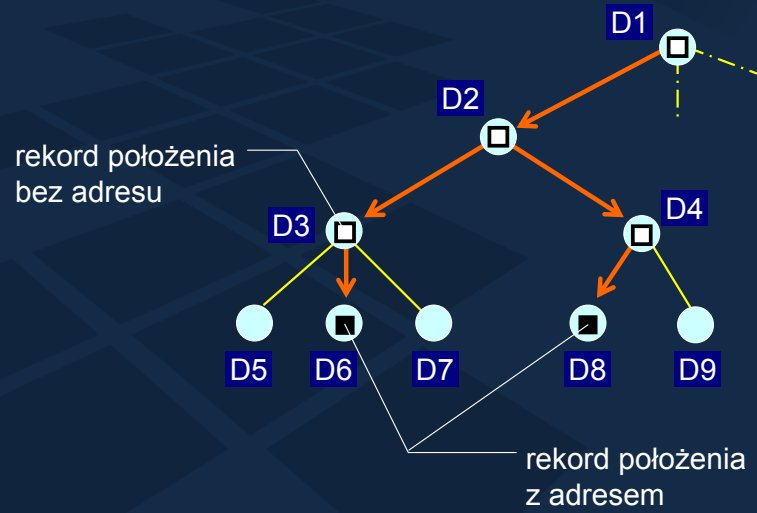 D1
D2
rekord położenia
bez adresu
D3
D4
D5
D6
D7
D8
D9
rekord położenia
z adresem